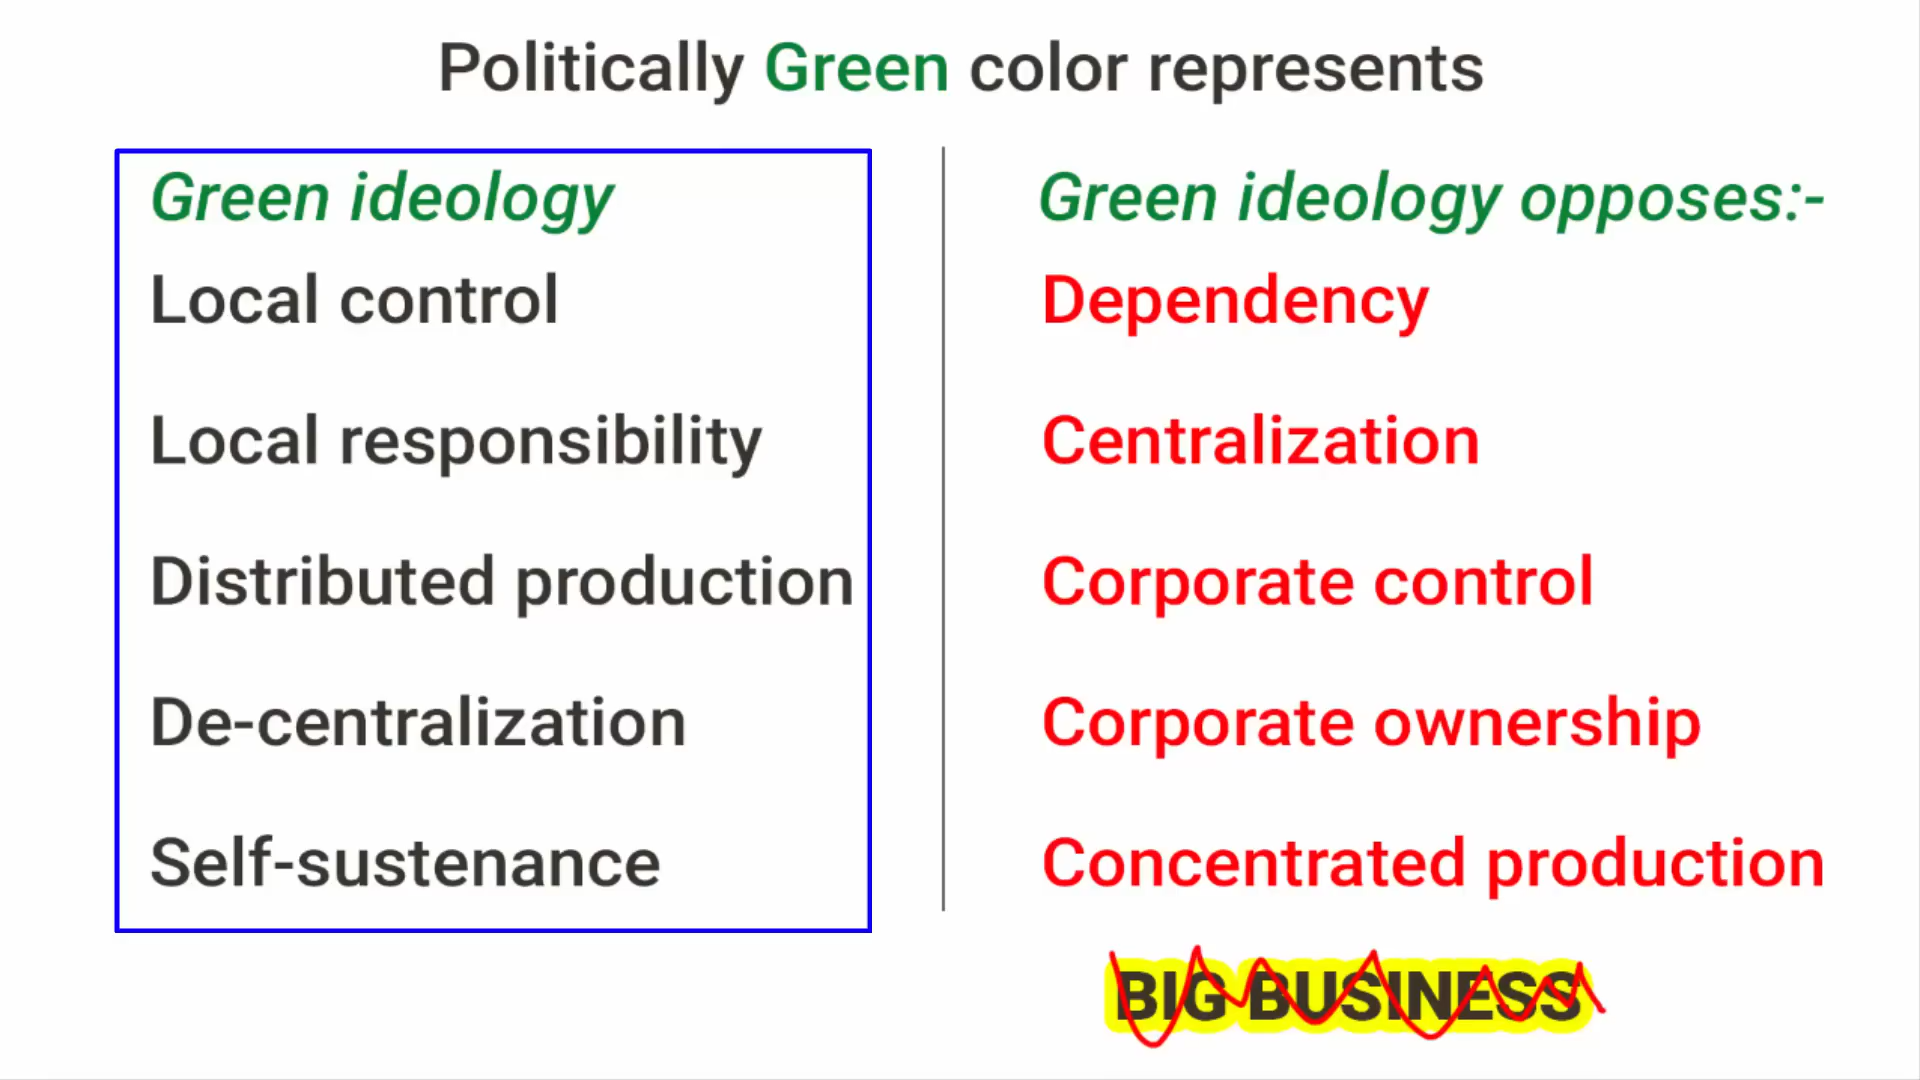 Politically Green color represents
Green ideology
Local control
Local responsibility
Distributed production
De-centralization
Self-sustenance
Green ideology opposes:-
Dependency
Centralization
Corporate control
Corporate ownership
Concentrated production
BIG BUSINESS